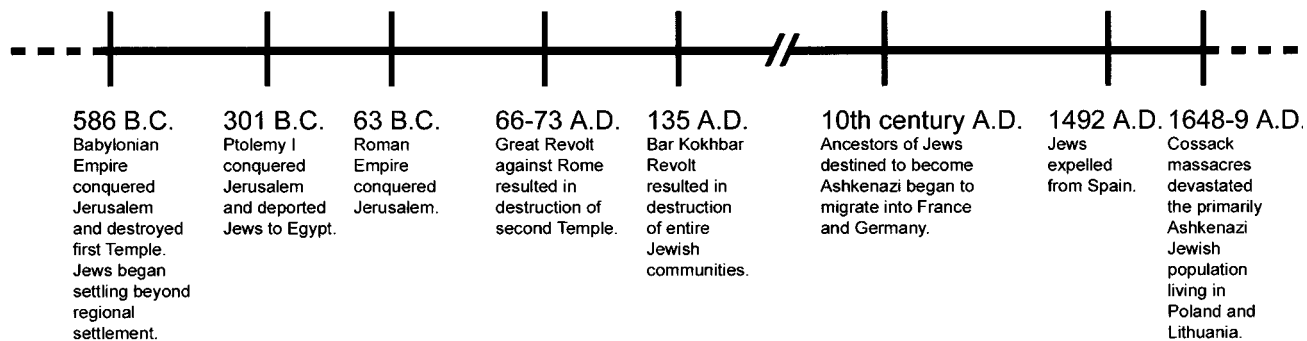 586 B.C.
Babylonian
Empire
conquered
Jerusalem
and destroyed
first Temple.
Jews began
settling beyond
regional
settlement.
301 B.C.
Ptolemy I
conquered
Jerusalem
and deported
Jews to Egypt.
63 B.C.
Roman
Empire
conquered
Jerusalem.
66-73 A.D.
Great Revolt
against Rome
resulted in
destruction of
second Temple.
135 A.D.
Bar Kokhbar
Revolt
resulted in
destruction
of entire
Jewish
communities.
10th century A.D.
Ancestors of Jews
destined to become
Ashkenazi began to
migrate into France
and Germany.
1492 A.D.
Jews
expelled
from Spain.
1648-9 A.D.
Cossack
massacres
devastated
the primarily
Ashkenazi
Jewish
population
living in
Poland and
Lithuania.